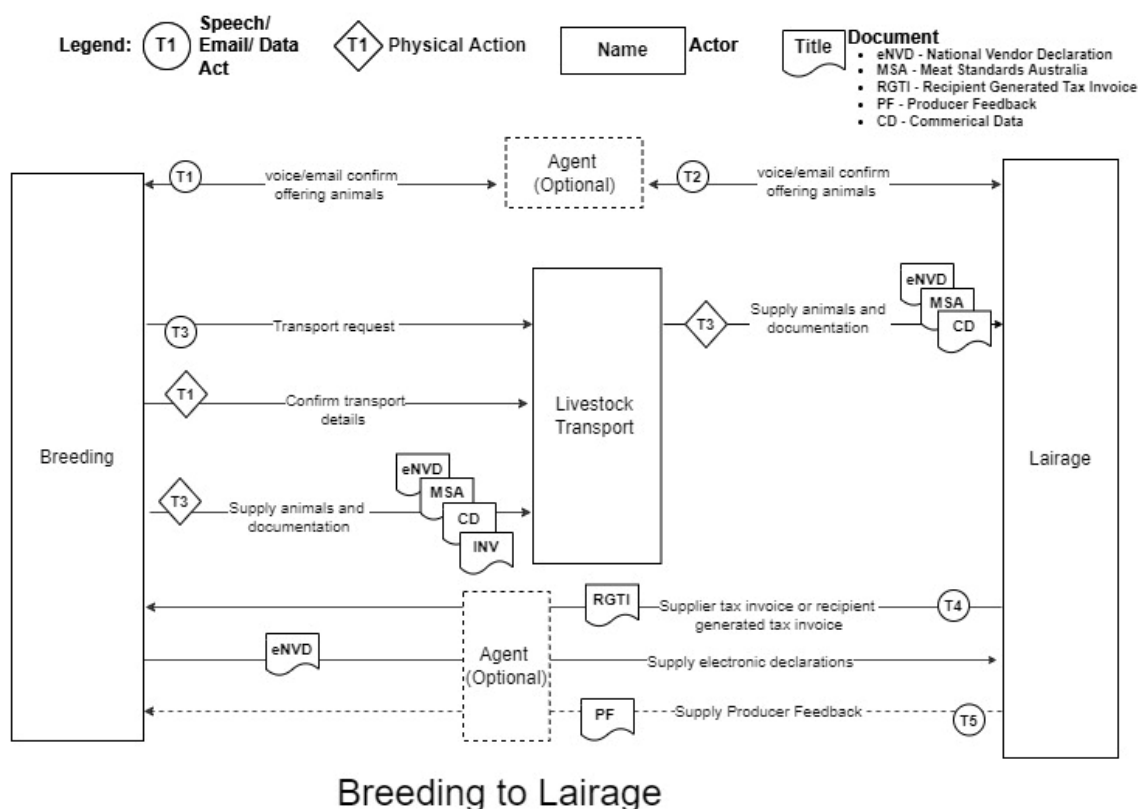 Legend:
T1
Speech/
Email/ Data
Act
T1
Physical Action
Name
Actor
Title
Document
eNVD - National Vendor Declaration
MSA - Meat Standards Australia
RGTI - Recipient Generated Tax Invoice
PF - Producer Feedback
CD - Commerical Data
T1
voice/email confirm
offering animals
Agent
(Optional)
T2
voice/email confirm
offering animals
T3
Transport request
T3
Supply animals and
documentation
eNVD
MSA
CD
T1
Confirm transport
details
Livestock
Transport
Breeding
Lairage
T3
Supply animals and
documentation
eNVD
MSA
CD
INV
RGTI
Supplier tax invoice or recipient
generated tax invoice
T4
eNVD
Agent
(Optional)
Supply electronic declarations
PF
Supply Producer Feedback
T5
Breeding to Lairage